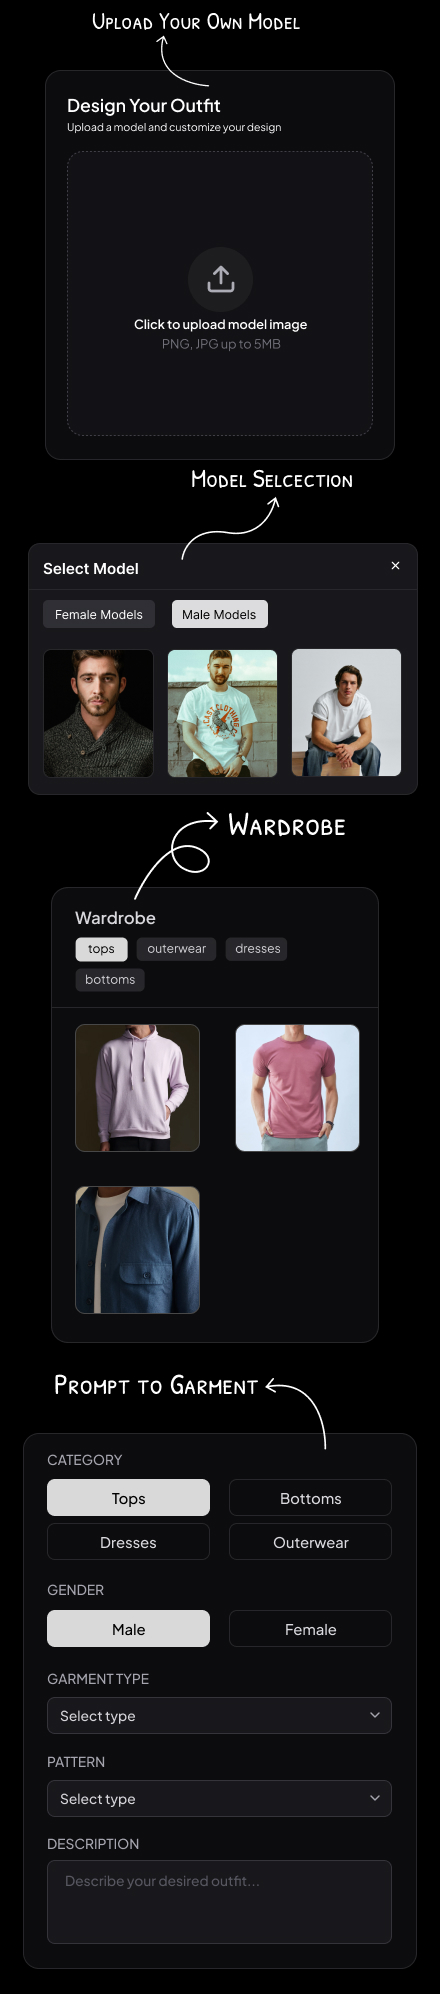 Upload Your Own Model
Design Your Outfit
Upload a model and customize your design
Click to upload model image
PNG, JPG up to 5MB
Model Selcection
Select Model
×
Female Models
Male Models
CAST CLOTHING
Wardrobe
Wardrobe
tops
outerwear
dresses
bottoms
Prompt to Garment
CATEGORY
Tops
Bottoms
Dresses
Outerwear
GENDER
Male
Female
GARMENT TYPE
Select type
PATTERN
Select type
DESCRIPTION
Describe your desired outfit...